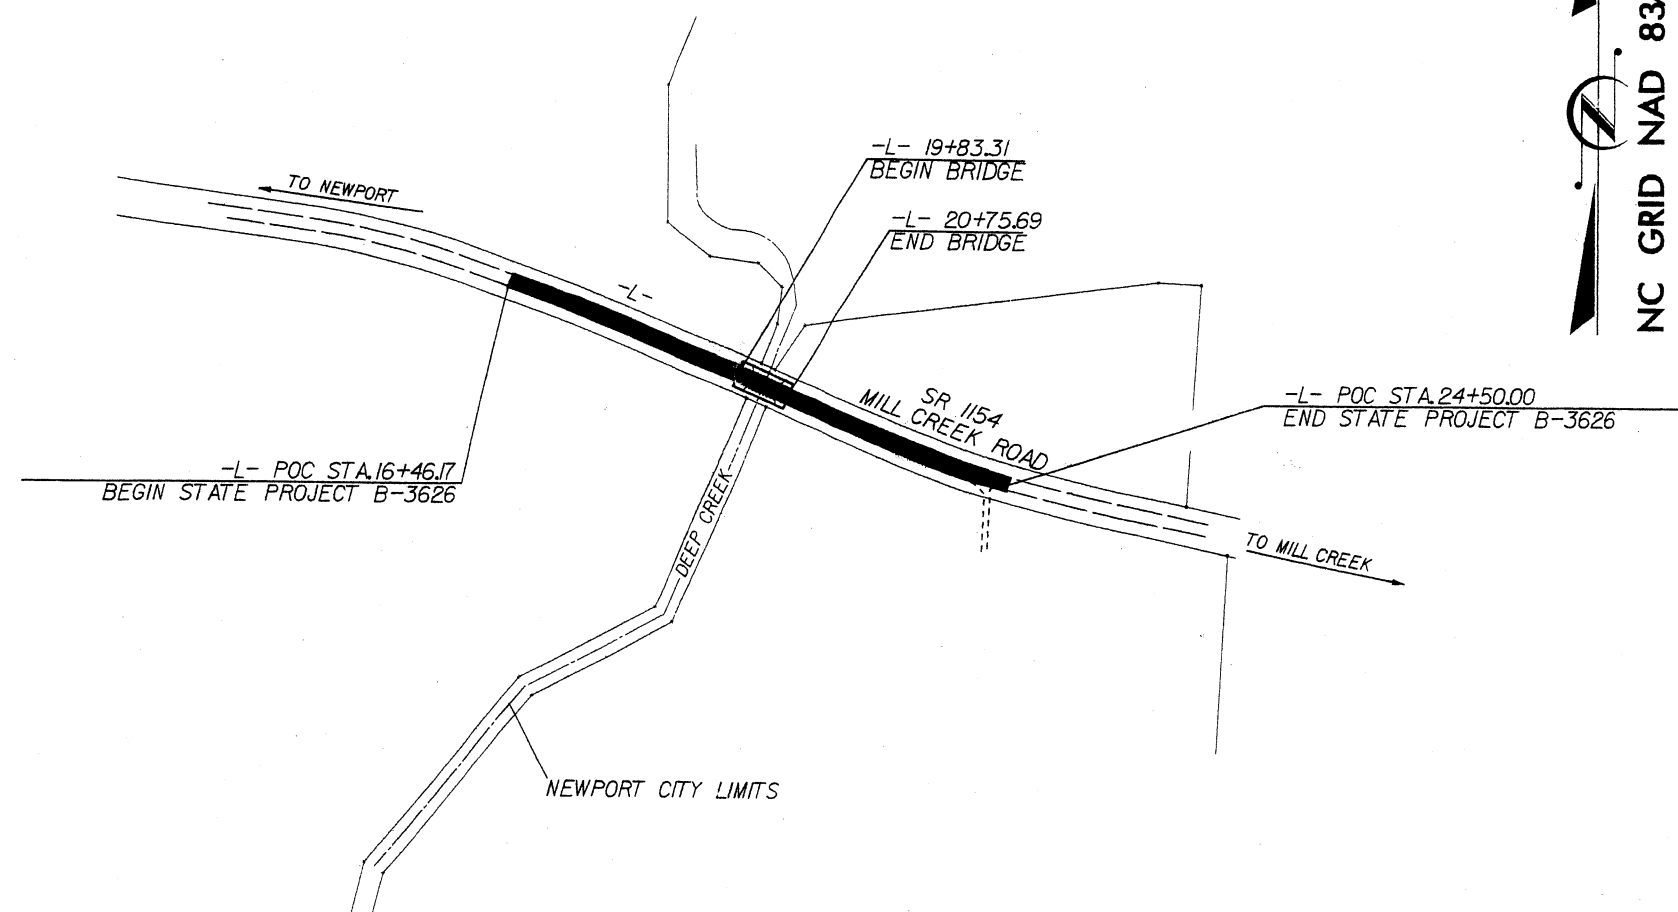 -L- 19+83.31
BEGIN BRIDGE
-L- 20+75.69
END BRIDGE
TO NEWPORT
-L-
SR 1154
MILL CREEK ROAD
-L- POC STA. 24+50.00
END STATE PROJECT B-3626
-L- POC STA. 16+46.17
BEGIN STATE PROJECT B-3626
DEEP CREEK
TO MILL CREEK
NEWPORT CITY LIMITS
NC GRID NAD 83